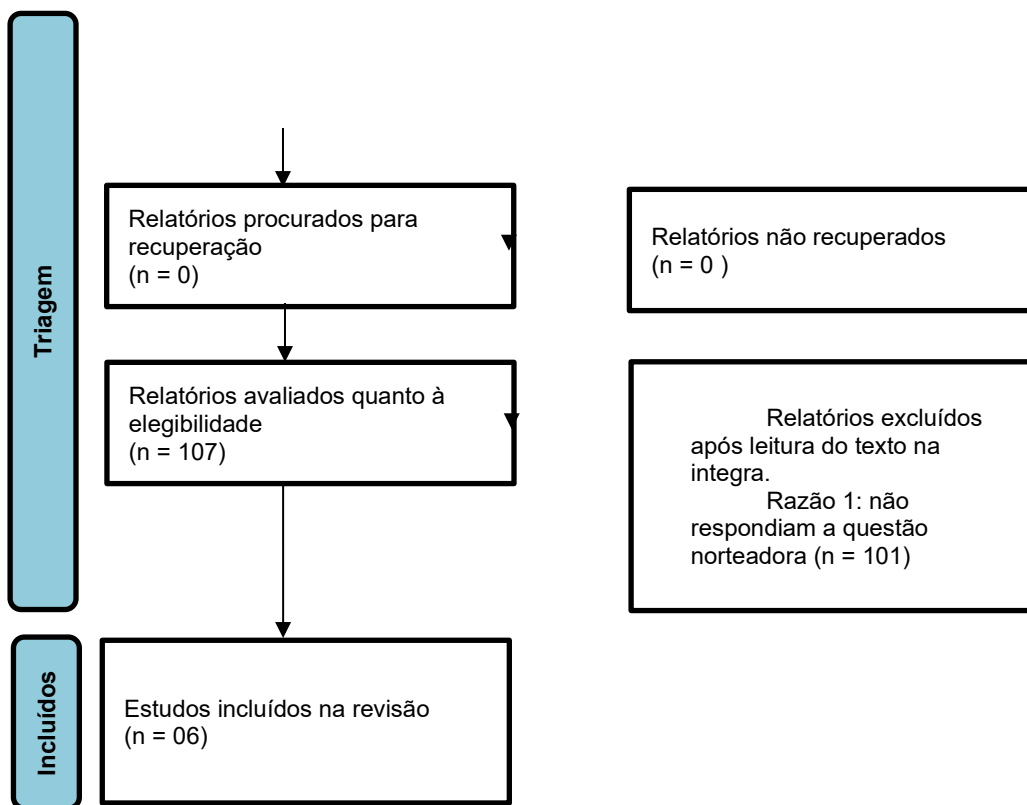 Triagem
Relatórios procurados para
recuperação
(n = 0)
Relatórios não recuperados
(n = 0 )
Relatórios avaliados quanto à
elegibilidade
(n = 107)
Relatórios excluídos
após leitura do texto na
integra.
Razão 1: não
respondiam a questão
norteadora (n = 101)
Incluídos
Estudos incluídos na revisão
(n = 06)